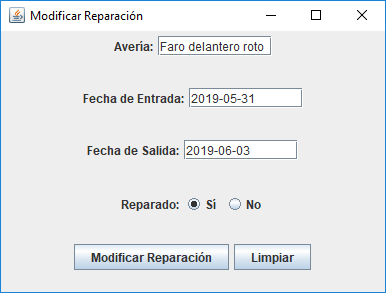 Modificar Reparación
Avería: Faro delantero roto
Fecha de Entrada: 2019-05-31
Fecha de Salida: 2019-06-03
Reparado: Sí No
Modificar Reparación Limpiar